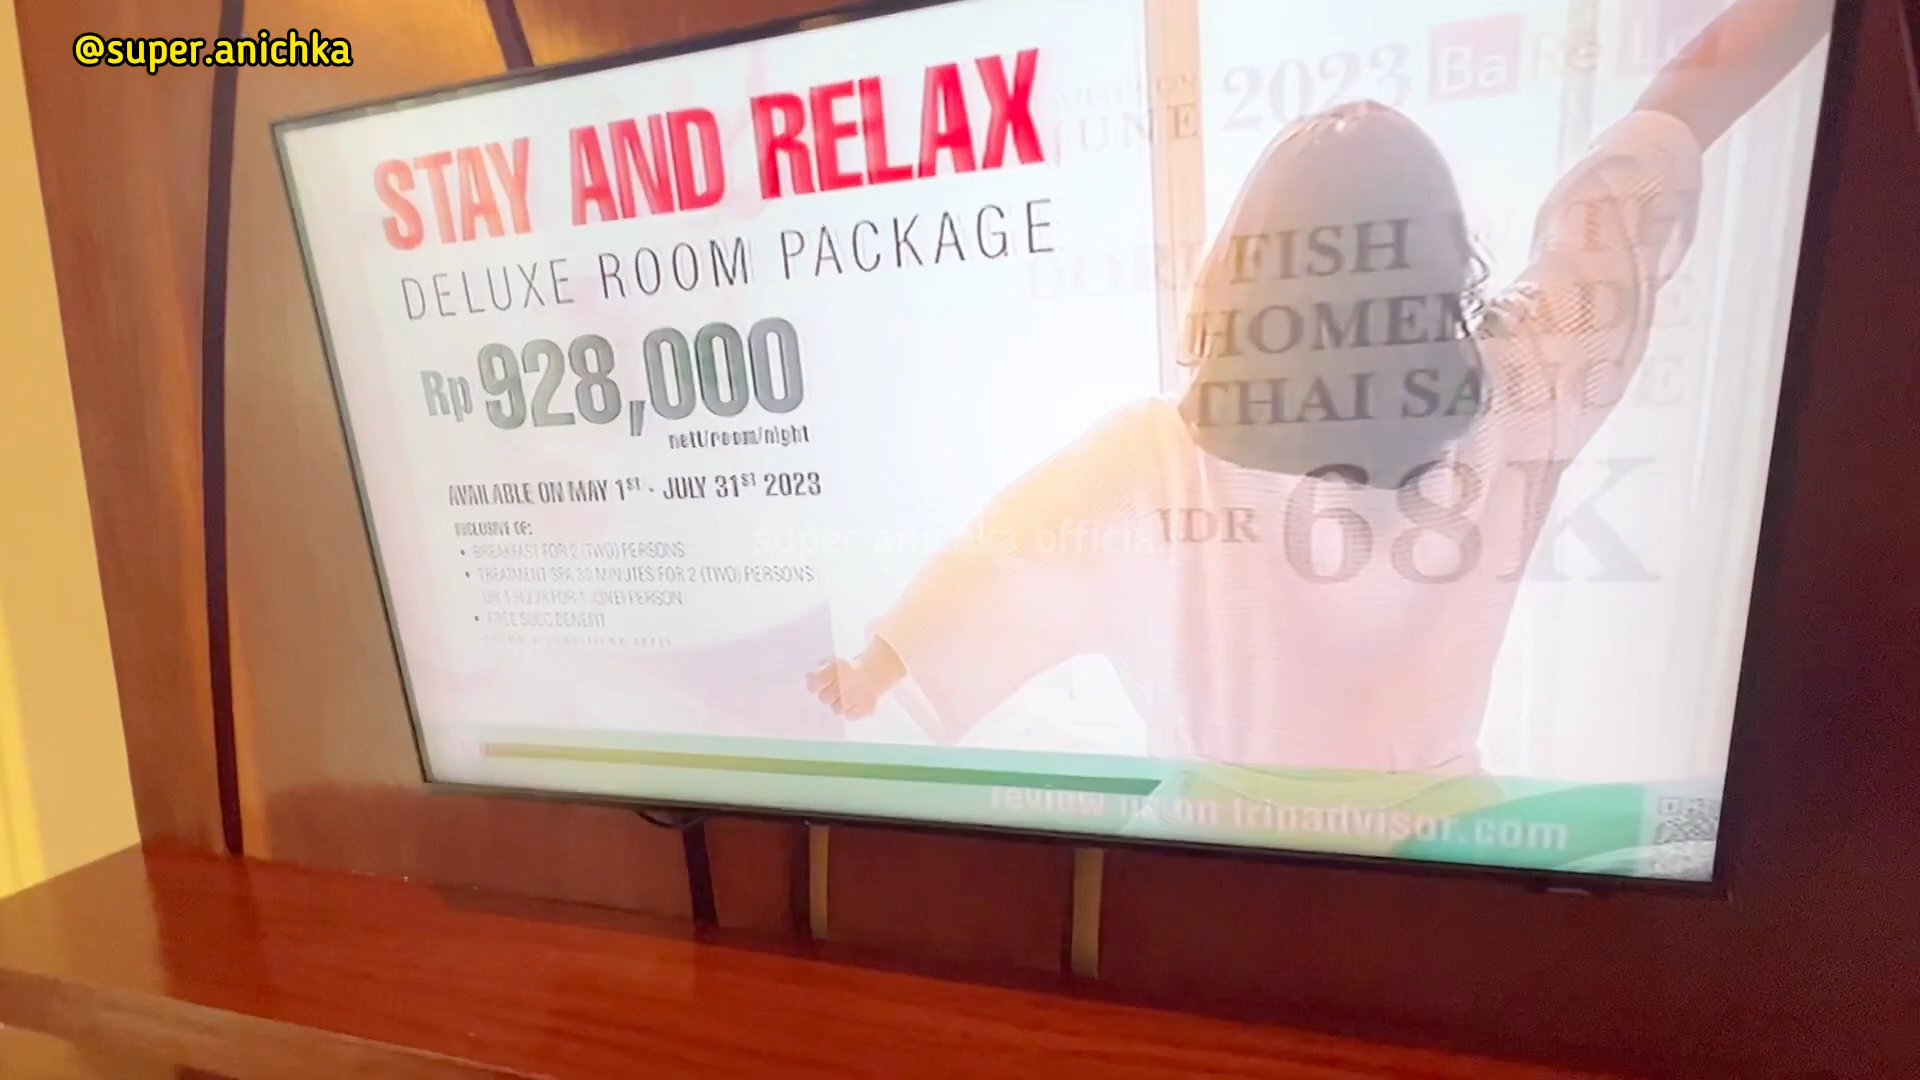 @super.anichka
STAY AND RELAX
DELUXE ROOM PACKAGE
Rp 928,000
nett/room/night
AVAILABLE ON MAY 1ST - JULY 31ST 2023
INCLUSIVE OF:
• BREAKFAST FOR 2 (TWO) PERSONS
• TREATMENT SPA 30 MINUTES FOR 2 (TWO) PERSONS
OR 1 HOUR FOR 1 (ONE) PERSON
JUNE 2023
DORY FISH
HOMEMADE
THAI SAUCE
IDR 68K
super anichka official
review us on tripadvisor.com